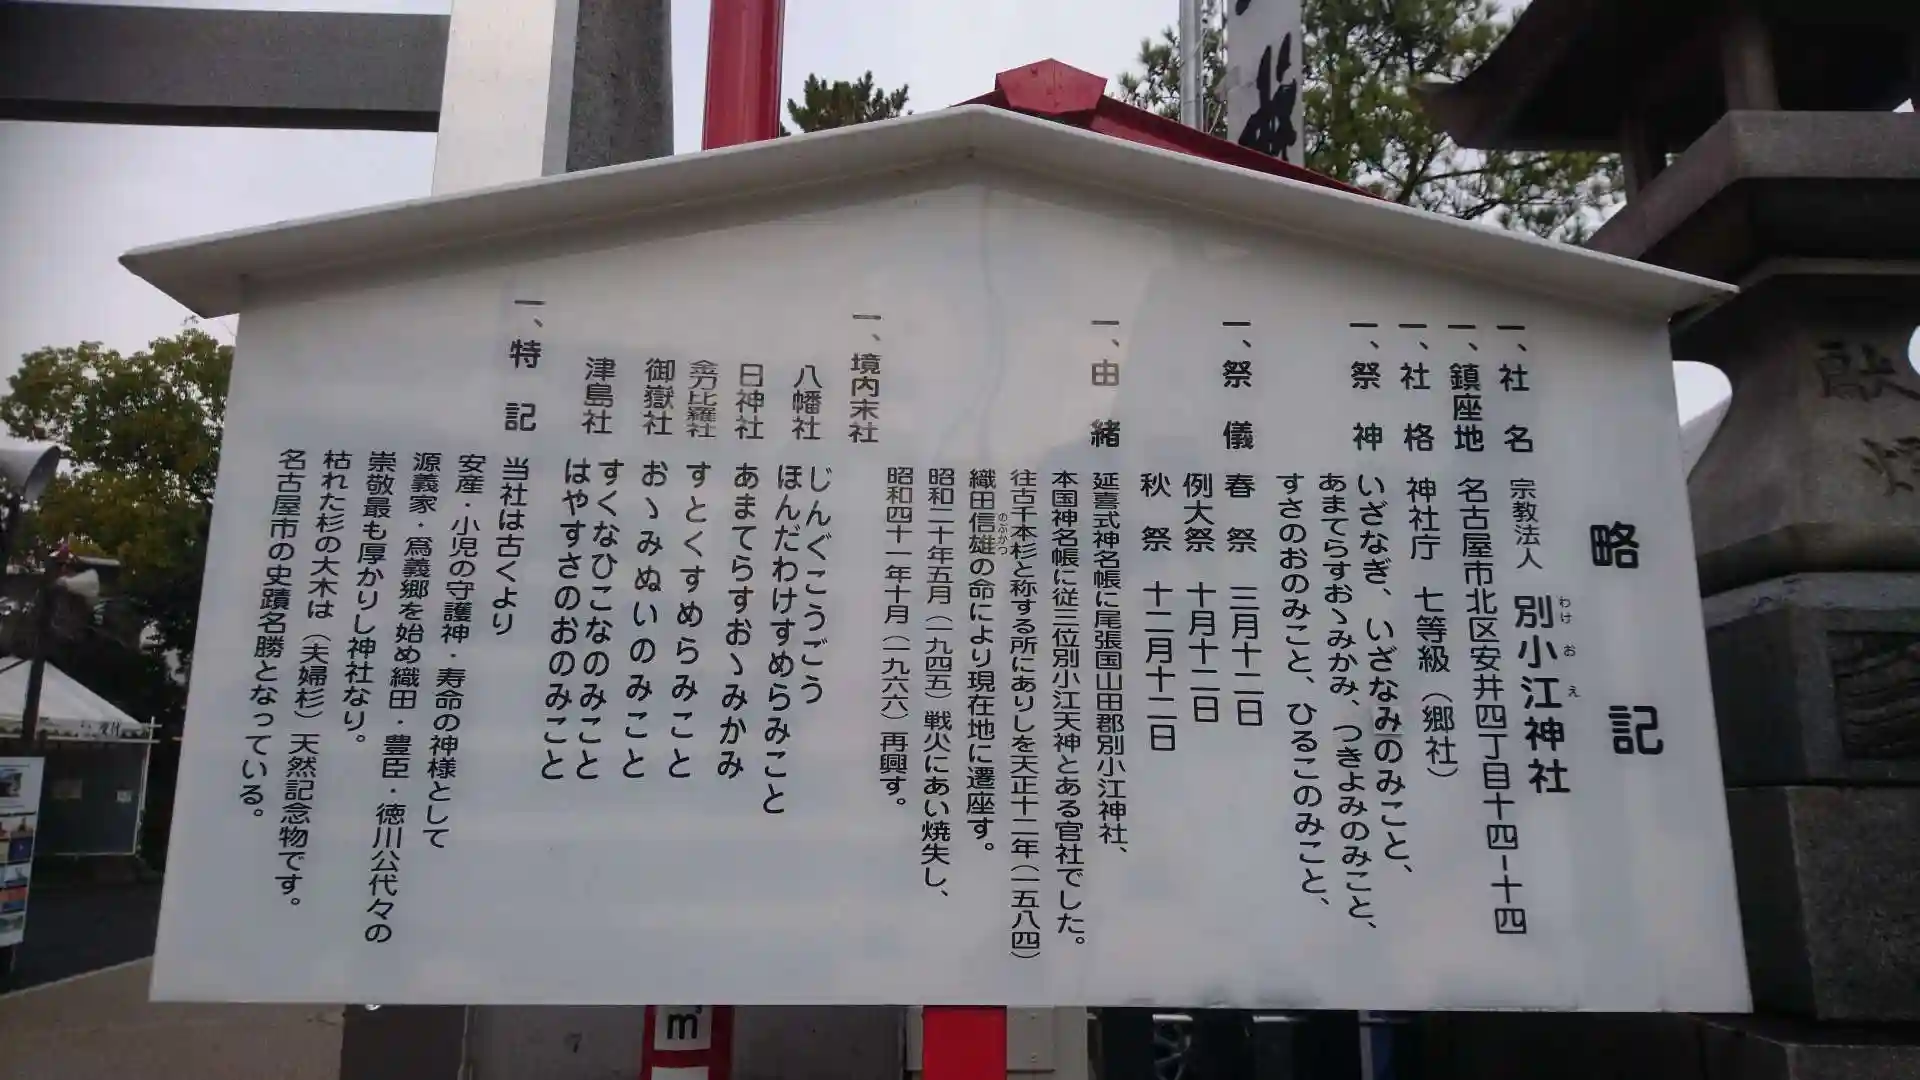 略記
一、社名 宗教法人 別小江神社
わけ お え
一、鎮座地 名古屋市北区安井四丁目十四-十四
一、社格 神社庁 七等級（郷社）
一、祭神 いざなぎ、いざなみのみこと、
あまてらすおゝみかみ、つきよみのみこと、
すさのおのみこと、ひるこのみこと、
一、祭儀 春祭 三月十二日
例大祭 十月十二日
秋祭 十二月十二日
一、由緒 延喜式神名帳に尾張国山田郡別小江神社、
本国神名帳に従三位別小江天神とある官社でした。
往古千本杉と称する所にありしを天正十二年（一五八四）
織田信雄の命により現在地に遷座す。
のぶかつ
昭和二十年五月（一九四五）戦火にあい焼失し、
昭和四十一年十月（一九六六）再興す。
一、境内末社
八幡社 じんぐこうごう
ほんだわけすめらみこと
日神社 あまてらすおゝみかみ
金刀比羅社 すとくすめらみこと
御嶽社 おゝみぬいのみこと
津島社 すくなひこなのみこと
はやすさのおのみこと
一、特記 当社は古くより
安産・小児の守護神・寿命の神様として
源義家・爲義郷を始め織田・豊臣・徳川公代々の
崇敬最も厚かりし神社なり。
枯れた杉の大木は（夫婦杉）天然記念物です。
名古屋市の史蹟名勝となっている。
献
燈
㎥